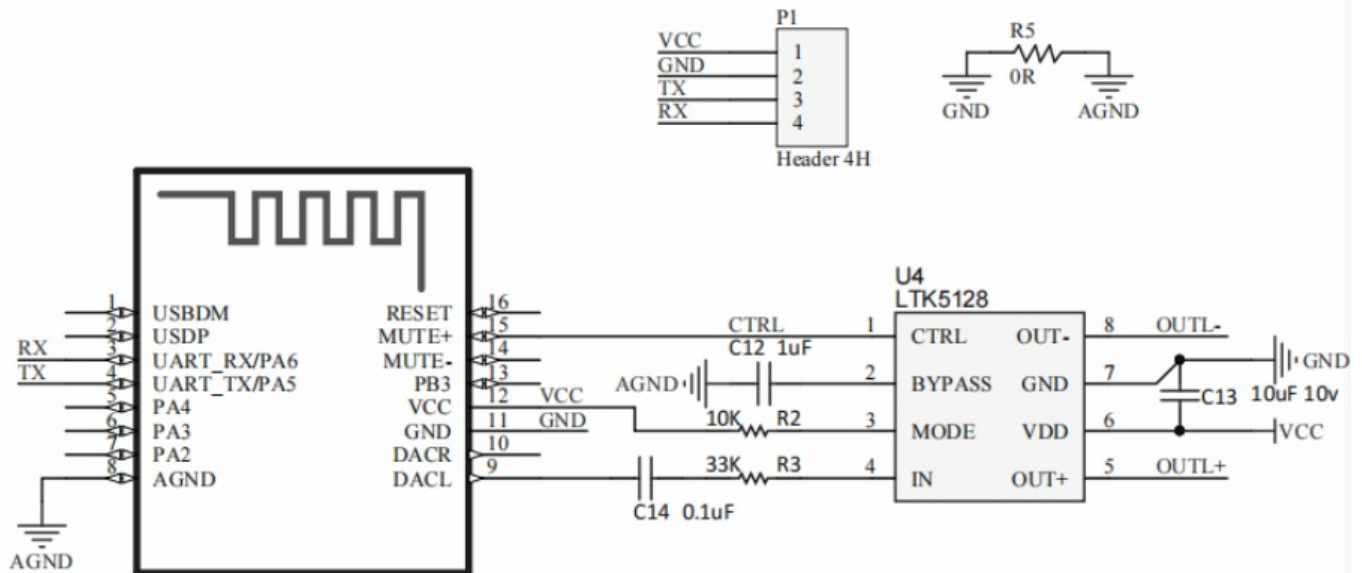 P1
VCC 1
GND 2
TX 3
RX 4
Header 4H
R5
0R
GND AGND
U4
LTK5128
1 USBDM RESET 16
2 USDP MUTE+ 15 CTRL 1 CTRL OUT- 8 OUTL-
RX 3 UART_RX/PA6 MUTE- 14 C12 1uF
TX 4 UART_TX/PA5 PB3 13 AGND 2 BYPASS GND 7 GND
C13 10uF 10v
5 PA4 VCC 12 VCC
6 PA3 GND 11 GND 10K R2 3 MODE VDD 6 VCC
7 PA2 DACR 10
8 AGND DACL 9 33K R3 4 IN OUT+ 5 OUTL+
C14 0.1uF
AGND